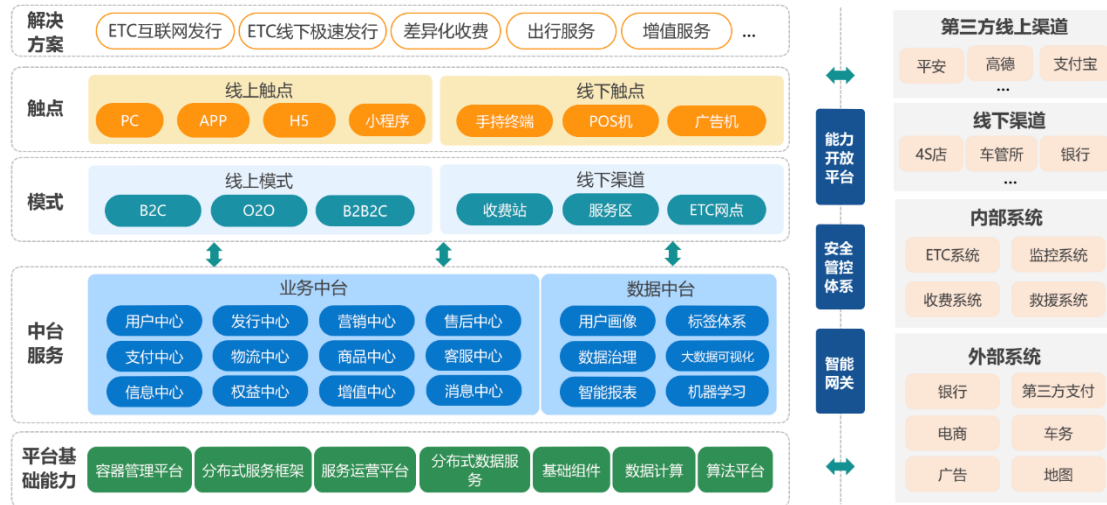 解决
方案
ETC互联网发行 ETC线下极速发行 差异化收费 出行服务 增值服务 ...
触点
线上触点
PC APP H5 小程序
线下触点
手持终端 POS机 广告机
模式
线上模式
B2C O2O B2B2C
线下渠道
收费站 服务区 ETC网点
中台
服务
业务中台
用户中心 发行中心 营销中心 售后中心
支付中心 物流中心 商品中心 客服中心
信息中心 权益中心 增值中心 消息中心
数据中台
用户画像 标签体系
数据治理 大数据可视化
智能报表 机器学习
平台基
础能力
容器管理平台 分布式服务框架 服务运营平台 分布式数据服
务
基础组件 数据计算 算法平台
能力
开放
平台
安全
管控
体系
智能
网关
第三方线上渠道
平安 高德 支付宝
...
线下渠道
4S店 车管所 银行
...
内部系统
ETC系统 监控系统
收费系统 救援系统
外部系统
银行 第三方支付
电商 车务
广告 地图